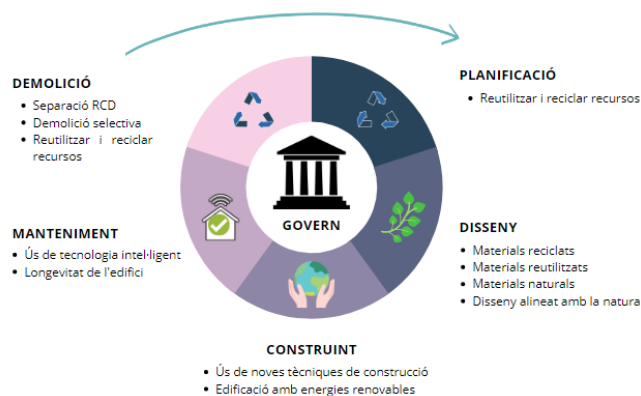 DEMOLICIÓ
• Separació RCD
• Demolició selectiva
• Reutilitzar i reciclar
recursos
PLANIFICACIÓ
• Reutilitzar i reciclar recursos
GOVERN
MANTENIMENT
• Ús de tecnologia intel·ligent
• Longevitat de l'edifici
DISSENY
• Materials reciclats
• Materials reutilitzats
• Materials naturals
• Disseny alineat amb la natura
CONSTRUINT
• Ús de noves tècniques de construcció
• Edificació amb energies renovables